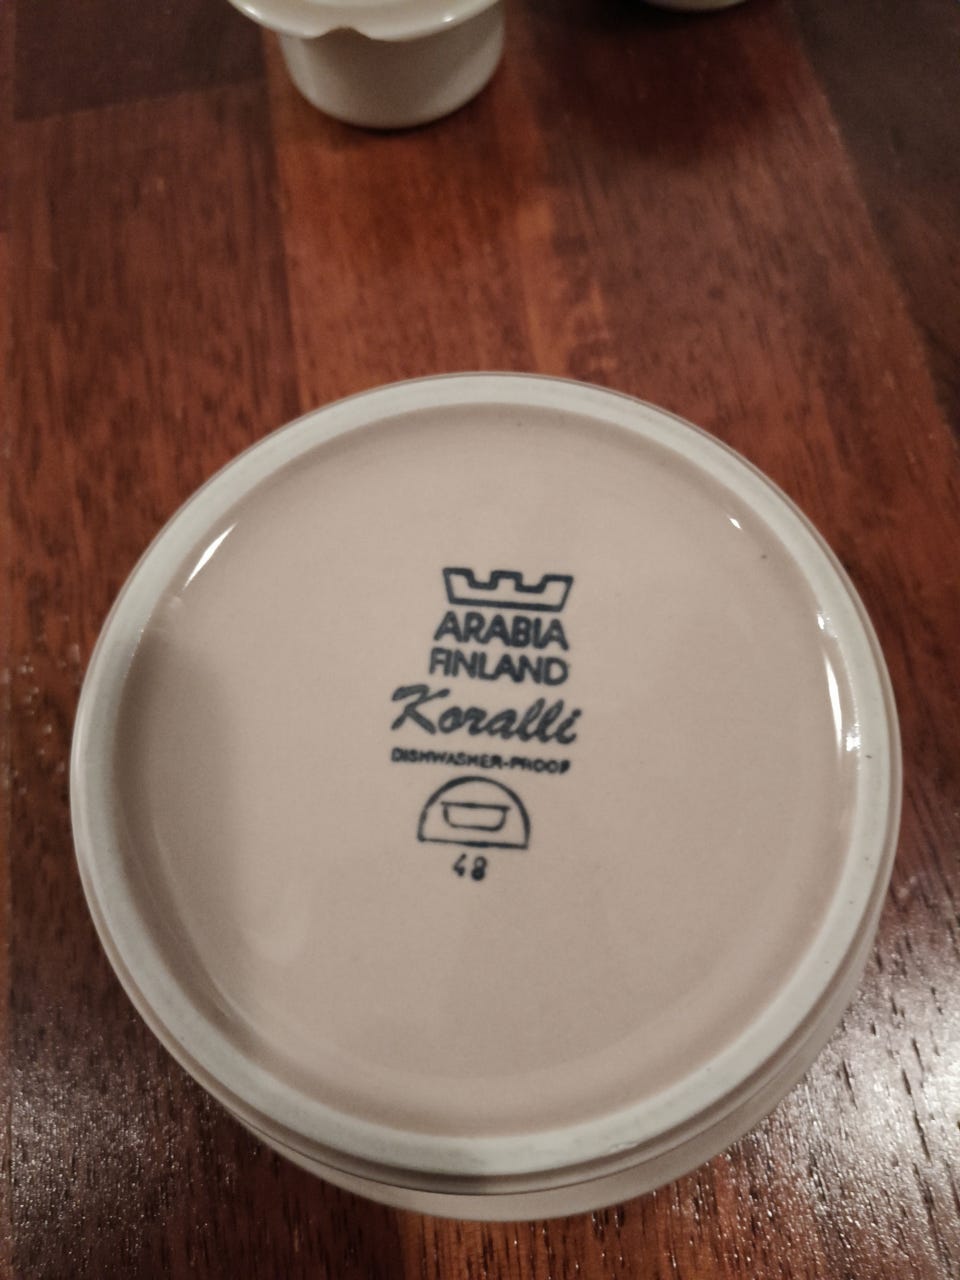 ARABIA
FINLAND
Koralli
DISHWASHER-PROOF
48